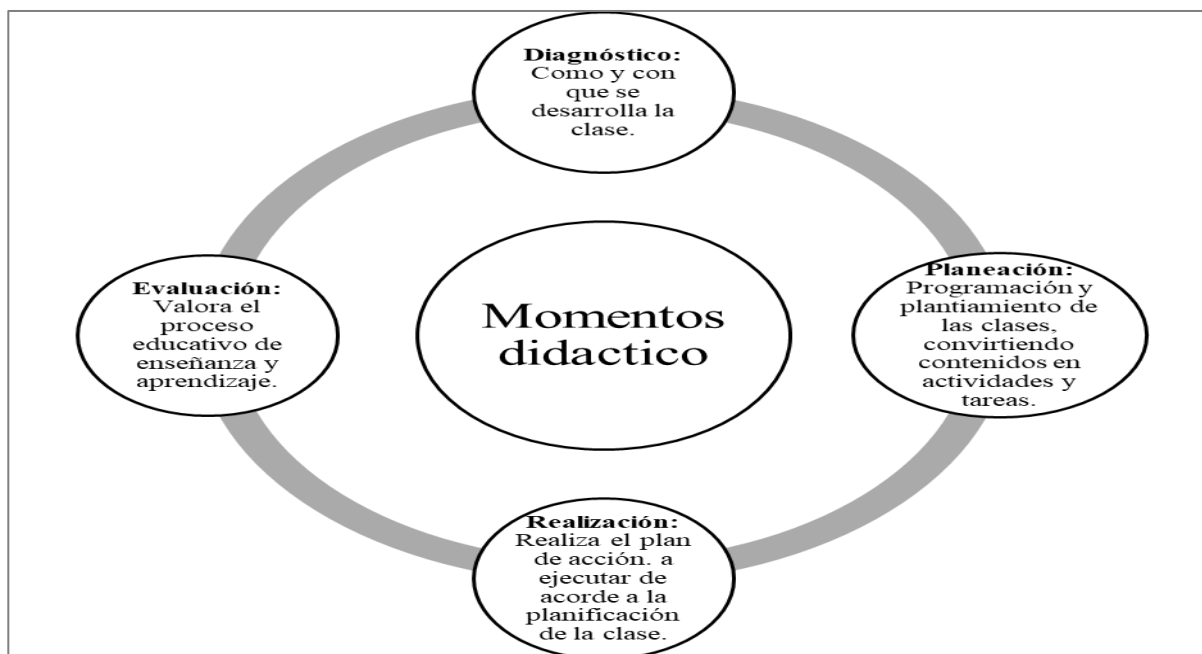 Diagnóstico:
Como y con
que se
desarrolla la
clase.
Evaluación:
Valora el
proceso
educativo de
enseñanza y
aprendizaje.
Momentos
didactico
Planeación:
Programación y
plantiamiento de
las clases,
convirtiendo
contenidos en
actividades y
tareas.
Realización:
Realiza el plan
de acción. a
ejecutar de
acorde a la
planificación
de la clase.